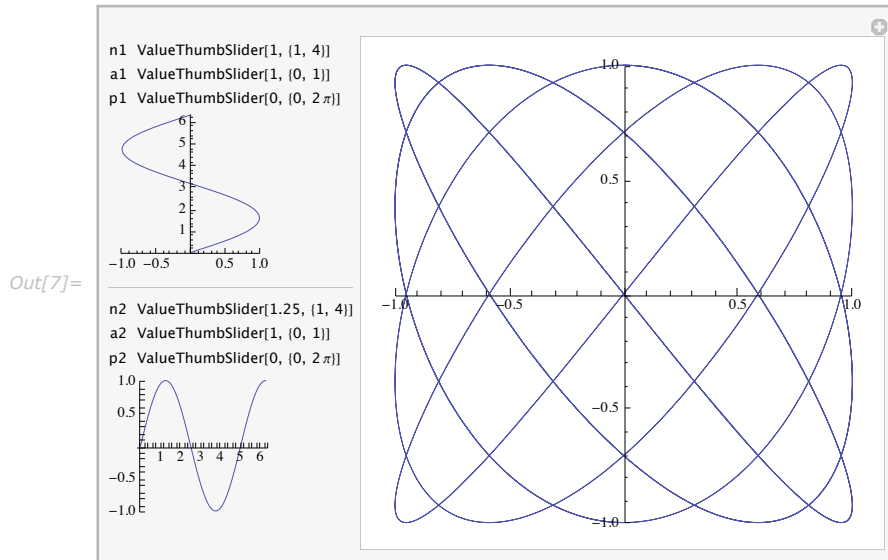 n1 ValueThumbSlider[1, {1, 4}]
a1 ValueThumbSlider[1, {0, 1}]
p1 ValueThumbSlider[0, {0, 2 π}]
6
5
4
3
2
1
-1.0 -0.5 0.5 1.0
Out[7]=
n2 ValueThumbSlider[1.25, {1, 4}]
a2 ValueThumbSlider[1, {0, 1}]
p2 ValueThumbSlider[0, {0, 2 π}]
1.0
0.5
1 2 3 4 5 6
-0.5
-1.0
1.0
0.5
-1.0 -0.5 0.5 1.0
-0.5
-1.0